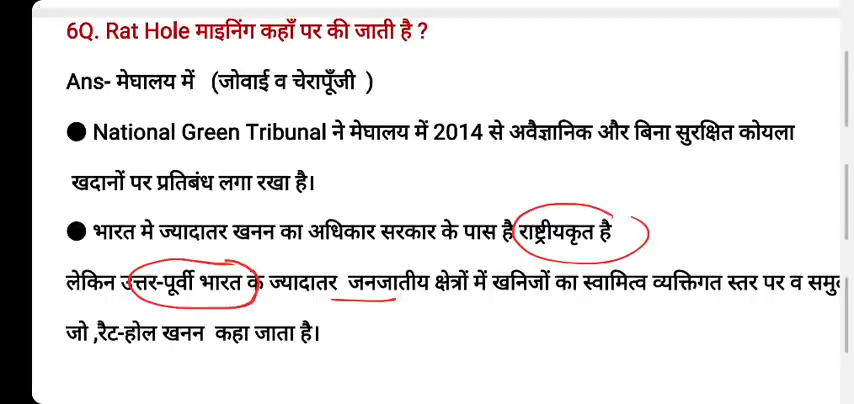 6Q. Rat Hole माइनिंग कहाँ पर की जाती है ?
Ans- मेघालय में (जोवाई व चेरापूँजी )
● National Green Tribunal ने मेघालय में 2014 से अवैज्ञानिक और बिना सुरक्षित कोयला
खदानों पर प्रतिबंध लगा रखा है।
● भारत मे ज्यादातर खनन का अधिकार सरकार के पास है राष्ट्रीयकृत है
लेकिन उत्तर-पूर्वी भारत के ज्यादातर जनजातीय क्षेत्रों में खनिजों का स्वामित्व व्यक्तिगत स्तर पर व
जो ,रैट-होल खनन कहा जाता है।